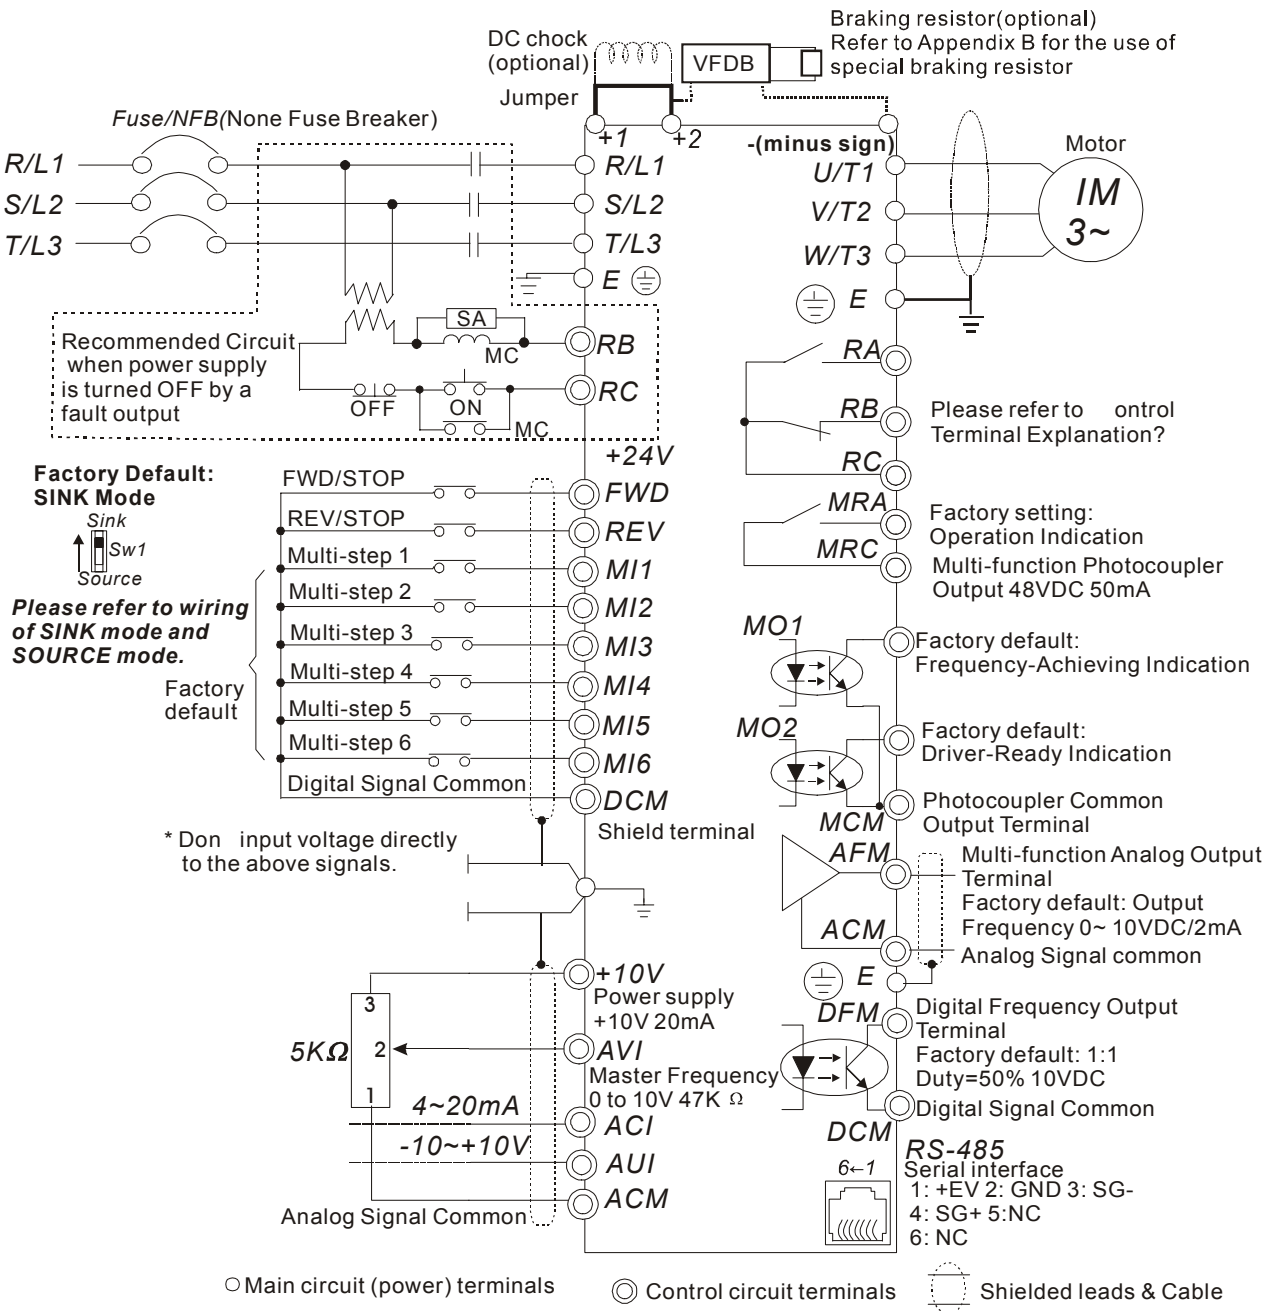 DC chock
(optional)
Jumper
VFDB
Braking resistor(optional)
Refer to Appendix B for the use of
special braking resistor
Fuse/NFB(None Fuse Breaker)
+1
+2
-(minus sign)
Motor
R/L1
R/L1
U/T1
IM
3~
S/L2
S/L2
V/T2
T/L3
T/L3
W/T3
E
E
Recommended Circuit
when power supply
is turned OFF by a
fault output
SA
MC
RB
OFF
ON
MC
RC
RA
RB
RC
Please refer to ontrol
Terminal Explanation?
+24V
Factory Default:
SINK Mode
Sink
Sw1
Source
Please refer to wiring
of SINK mode and
SOURCE mode.
Factory
default
FWD/STOP
FWD
REV/STOP
REV
Multi-step 1
MI1
Multi-step 2
MI2
Multi-step 3
MI3
Multi-step 4
MI4
Multi-step 5
MI5
Multi-step 6
MI6
Digital Signal Common
DCM
Shield terminal
* Don input voltage directly
to the above signals.
MRA
MRC
Factory setting:
Operation Indication
Multi-function Photocoupler
Output 48VDC 50mA
MO1
Factory default:
Frequency-Achieving Indication
MO2
Factory default:
Driver-Ready Indication
MCM
Photocoupler Common
Output Terminal
AFM
Multi-function Analog Output
Terminal
Factory default: Output
Frequency 0~ 10VDC/2mA
ACM
Analog Signal common
E
+10V
Power supply
+10V 20mA
3
5KΩ
2
1
AVI
Master Frequency
0 to 10V 47K Ω
4~20mA
ACI
-10~+10V
AUI
ACM
Analog Signal Common
DFM
Digital Frequency Output
Terminal
Factory default: 1:1
Duty=50% 10VDC
Digital Signal Common
DCM
RS-485
Serial interface
6←1
1: +EV 2: GND 3: SG-
4: SG+ 5:NC
6: NC
Main circuit (power) terminals
Control circuit terminals
Shielded leads & Cable